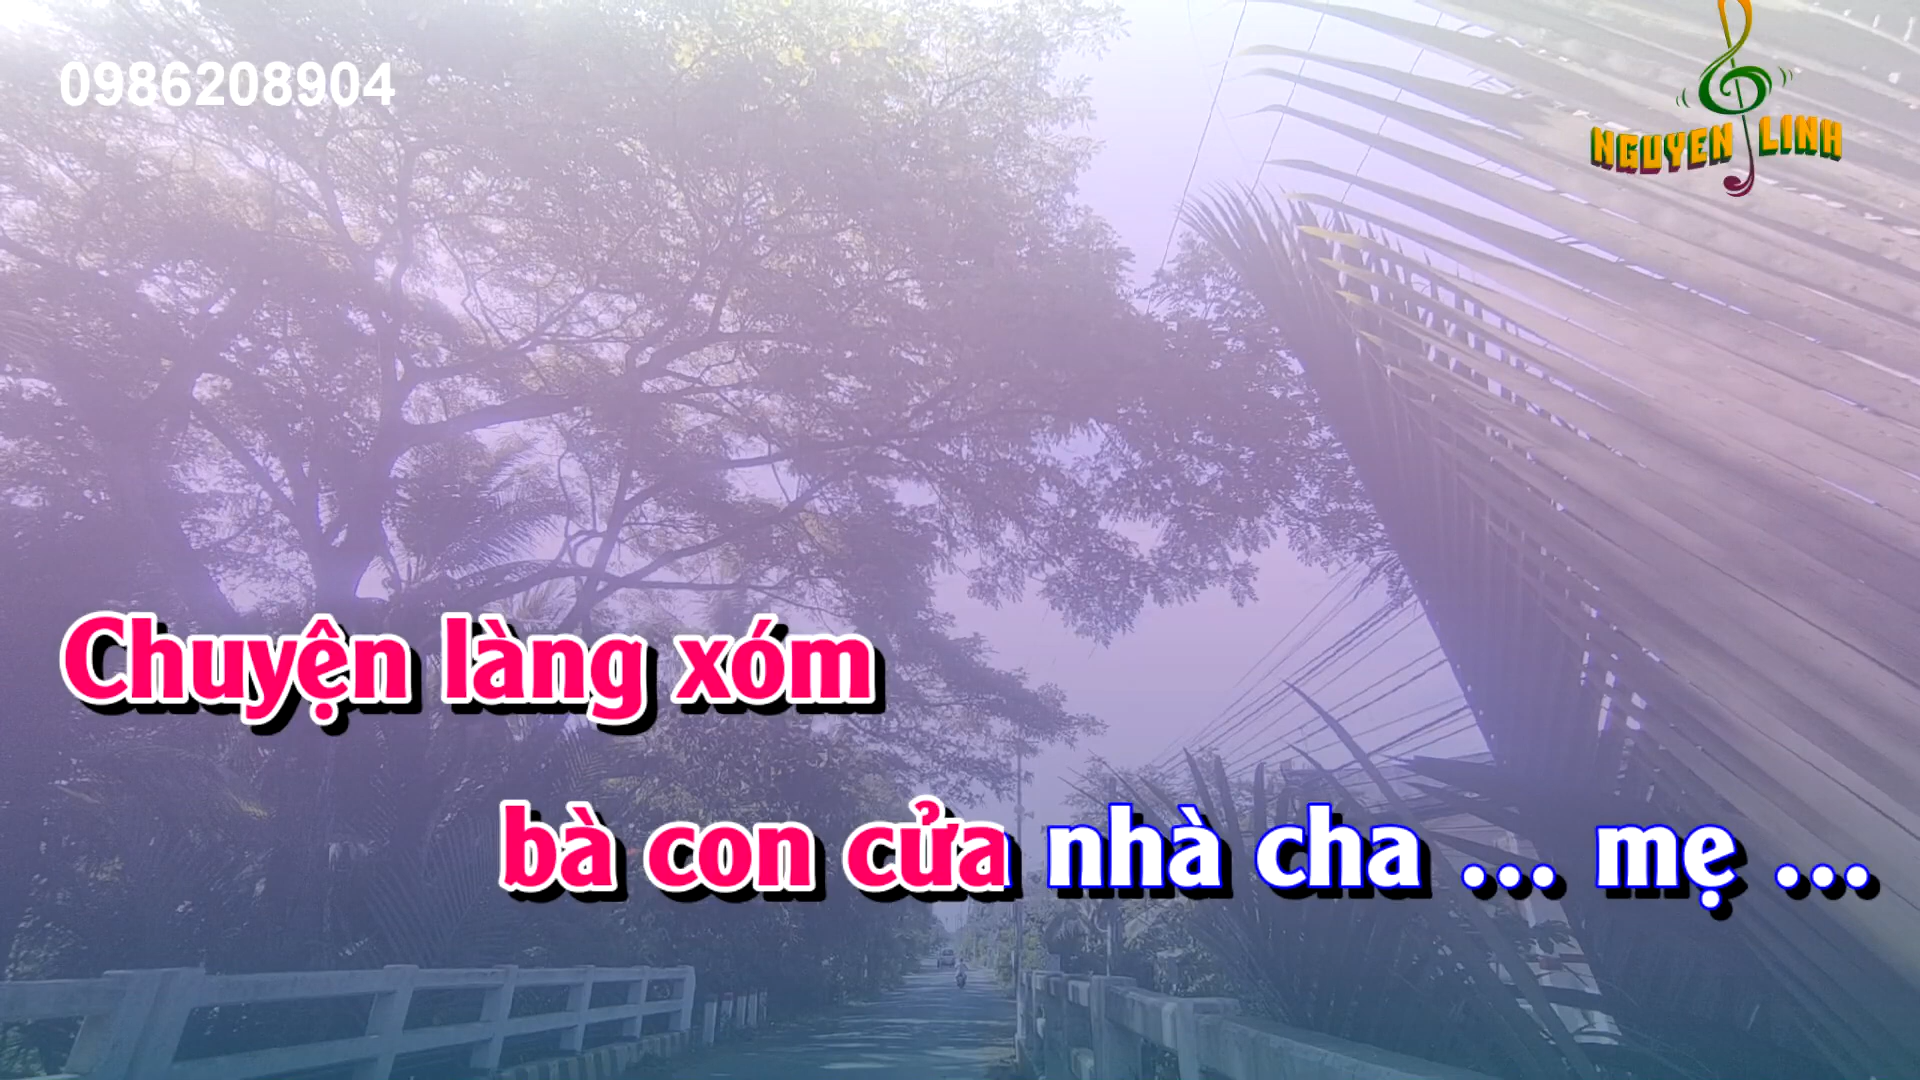 0986208904
NGUYEN LINH
Chuyện làng xóm
bà con cửa nhà cha ... mẹ ...